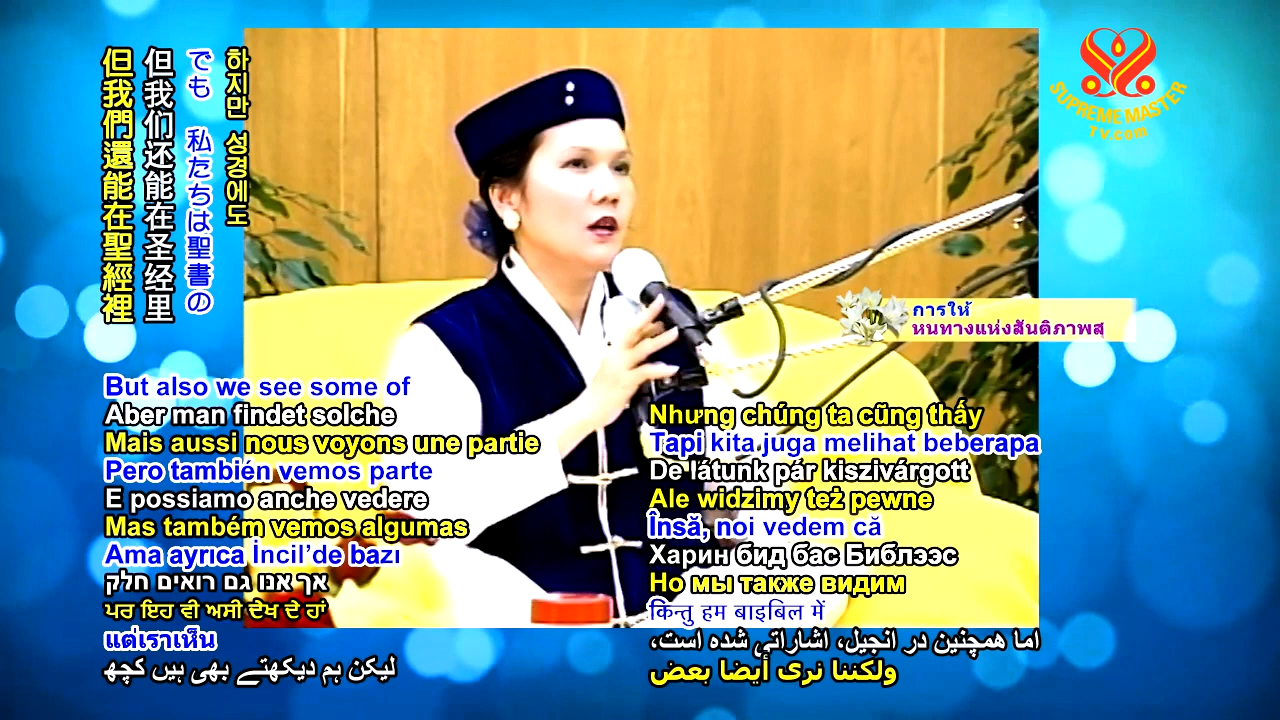 但我們還能在聖經裡
但我们还能在圣经里
でも 私たちは聖書の
하지만 성경에도
SUPREME MASTER
TV.com
การให้
หนทางแห่งสันติภาพสุ
But also we see some of
Aber man findet solche
Mais aussi nous voyons une partie
Pero también vemos parte
E possiamo anche vedere
Mas também vemos algumas
Ama ayrıca İncil’de bazı
אך אנו גם רואים חלק
ਪਰ ਇਹ ਵੀ ਅਸੀ ਦੇਖ ਦੇ ਹਾਂ
แต่เราเห็น
لیکن ہم دیکھتے بھی ہیں کچھ
Nhưng chúng ta cũng thấy
Tapi kita juga melihat beberapa
De látunk pár kiszivárgott
Ale widzimy też pewne
Însă, noi vedem că
Харин бид бас Библээс
Но мы также видим
किन्तु हम बाइबिल में
اما همچنین در انجیل، اشاراتی شده است،
ولكننا نرى أيضا بعض